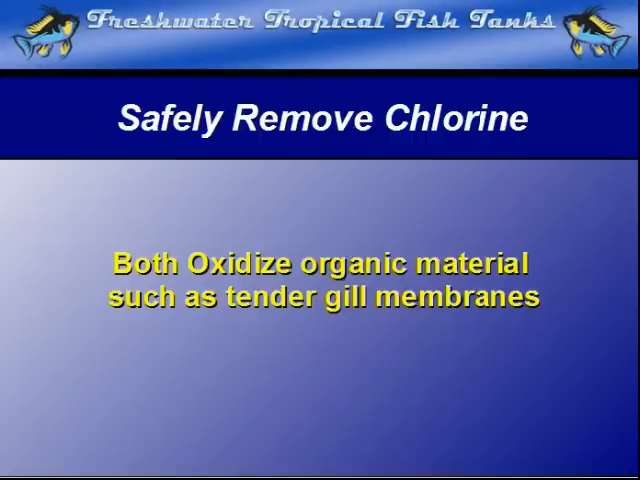 Freshwater Tropical Fish Tanks
Safely Remove Chlorine
Both Oxidize organic material
such as tender gill membranes